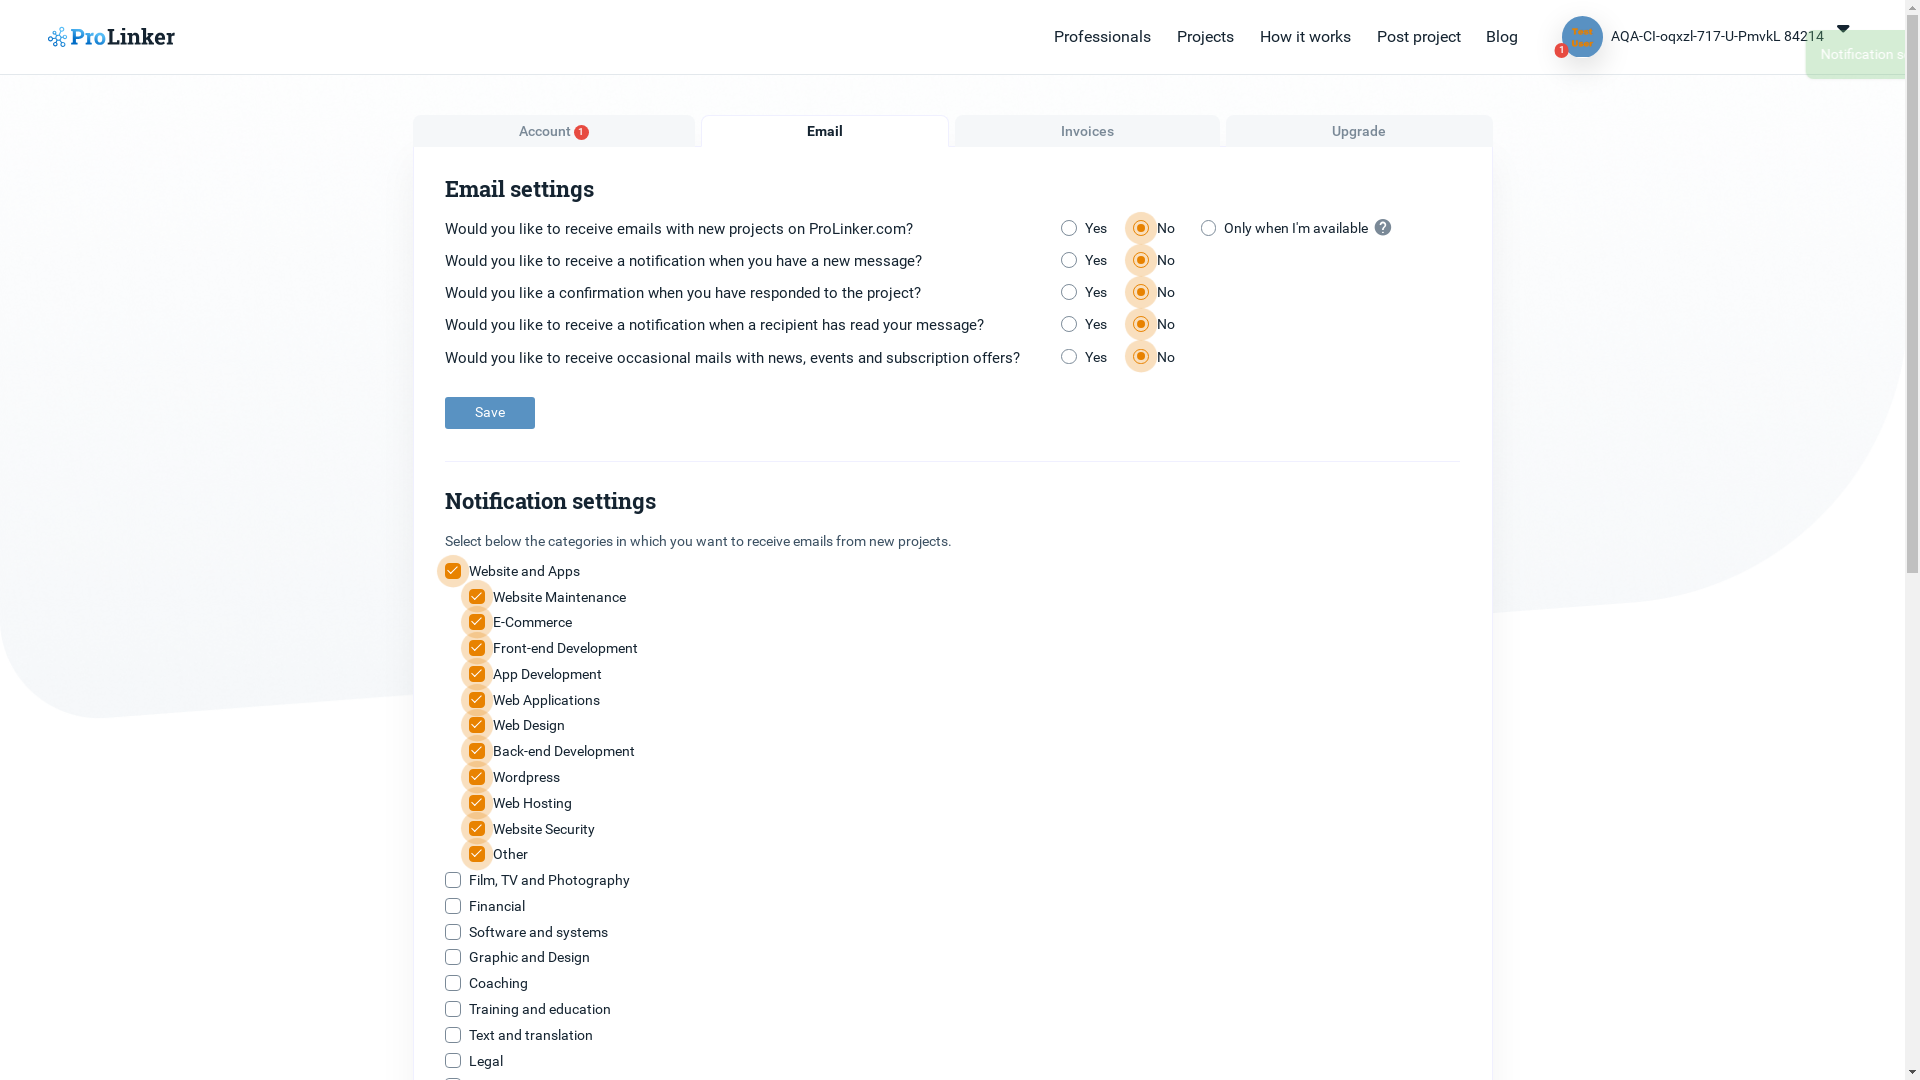 ProLinker
Professionals
Projects
How it works
Post project
Blog
Test
User
1
AQA-CI-oqxzl-717-U-PmvkL 84214
Notification
Account 1
Email
Invoices
Upgrade
Email settings
Would you like to receive emails with new projects on ProLinker.com?
Yes
No
Only when I'm available
?
Would you like to receive a notification when you have a new message?
Yes
No
Would you like a confirmation when you have responded to the project?
Yes
No
Would you like to receive a notification when a recipient has read your message?
Yes
No
Would you like to receive occasional mails with news, events and subscription offers?
Yes
No
Save
Notification settings
Select below the categories in which you want to receive emails from new projects.
Website and Apps
Website Maintenance
E-Commerce
Front-end Development
App Development
Web Applications
Web Design
Back-end Development
Wordpress
Web Hosting
Website Security
Other
Film, TV and Photography
Financial
Software and systems
Graphic and Design
Coaching
Training and education
Text and translation
Legal